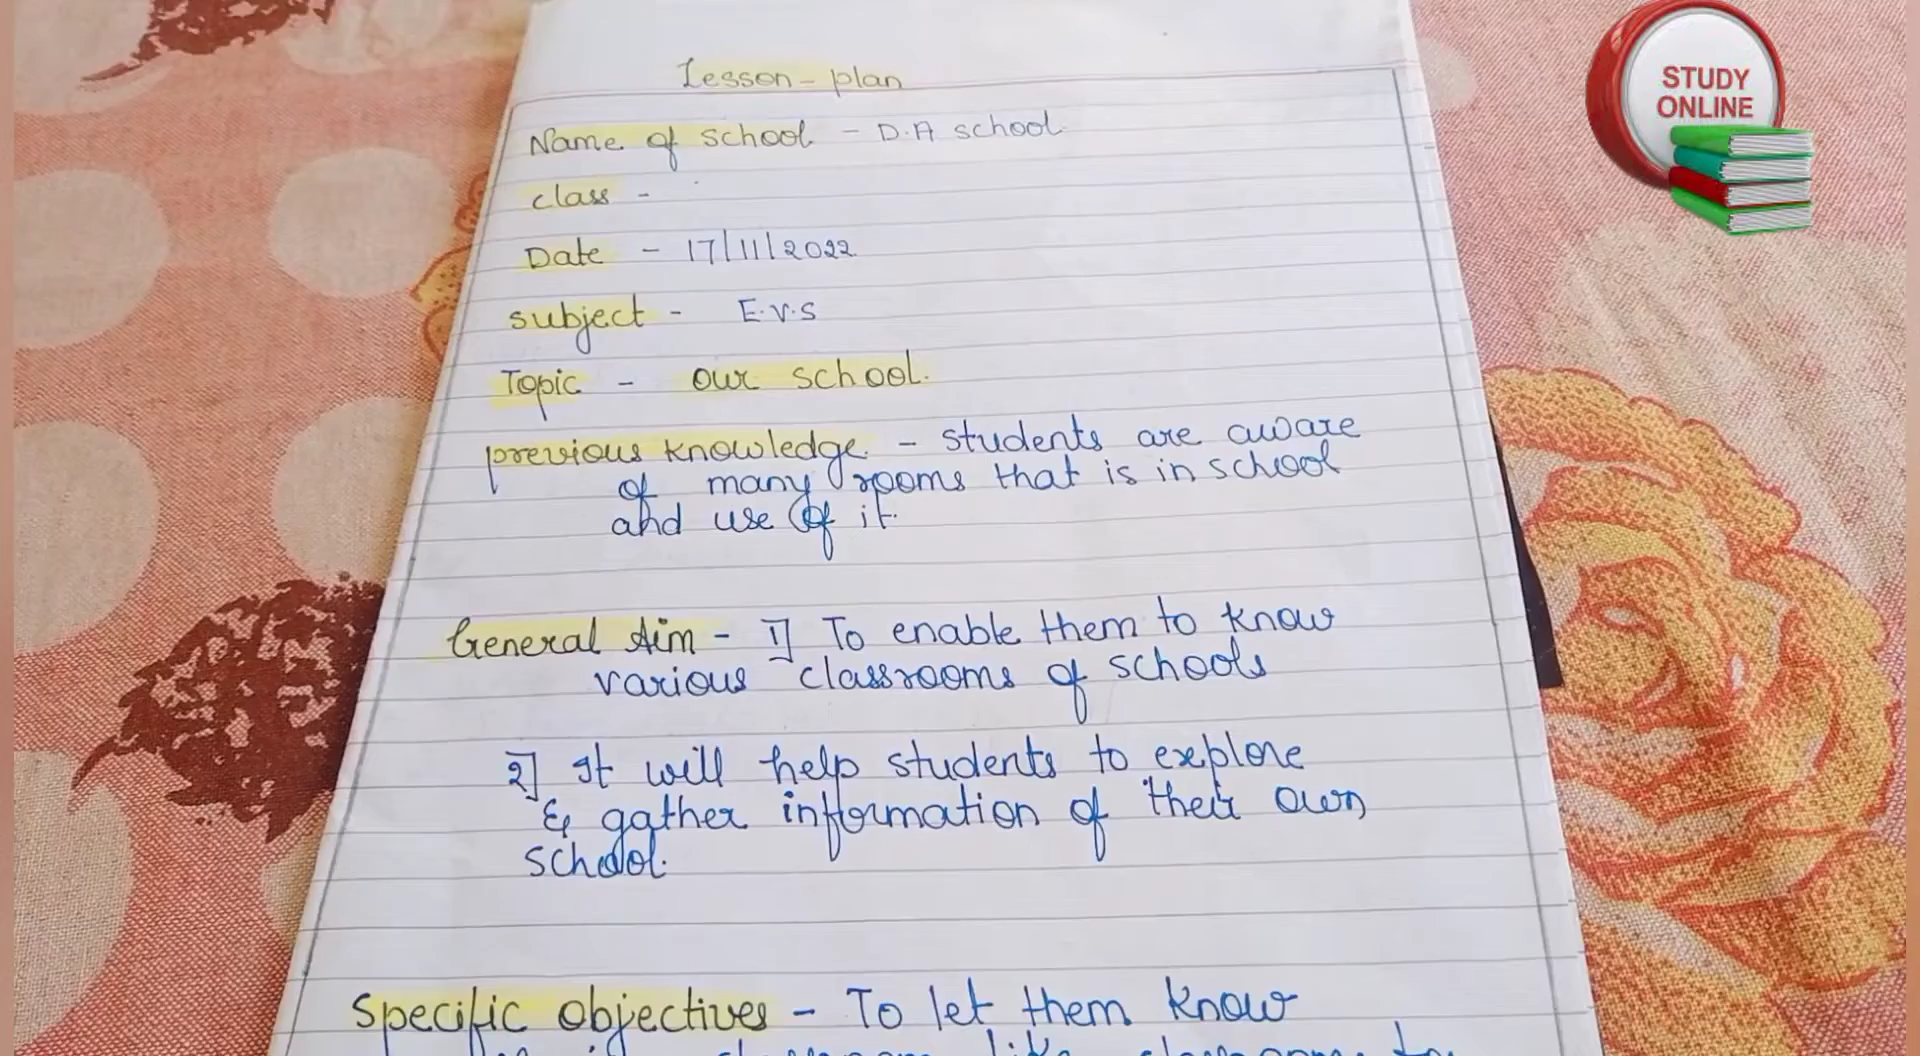 Lesson - plan
Name of school - D.A school
class -
Date - 17/11/2022
subject - E.V.S
Topic - our school.
previous knowledge - students are aware
of many rooms that is in school
and use of it.
General Aim - 1] To enable them to know
various classrooms of schools
2] It will help students to explore
& gather information of their own
school.
specific objectives - To let them know
STUDY
ONLINE